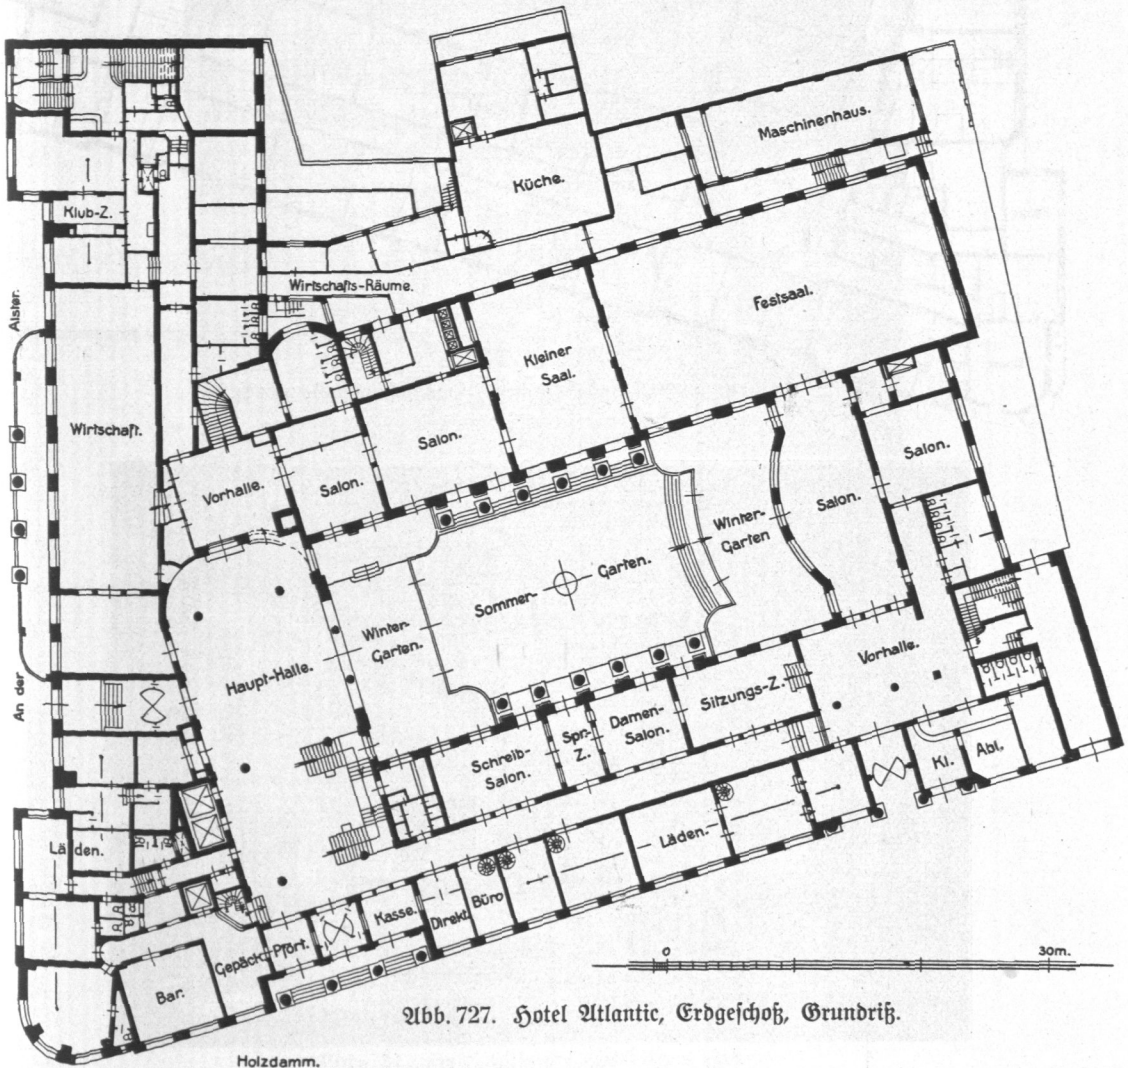 Maschinenhaus.
Küche.
Klub-Z.
Wirtschafts-Räume.
Festsaal.
Alster.
An der
Kleiner
Saal.
Wirtschaft.
Salon.
Salon.
Vorhalle.
Salon.
Salon.
Winter-
Garten
Sommer-
Garten.
Winter-
Garten.
Haupt-Halle.
Vorhalle.
Sitzungs-Z.
Damen-
Salon.
Spr.-
Z.
Schreib-
Salon.
Kl.
Abl.
Läden.
Läden.
Büro
Direkt.
Kasse.
Pfört.
Gepäck.
Bar.
0
30m.
Abb. 727. Hotel Atlantic, Erdgeschoß, Grundriß.
Holzdamm.